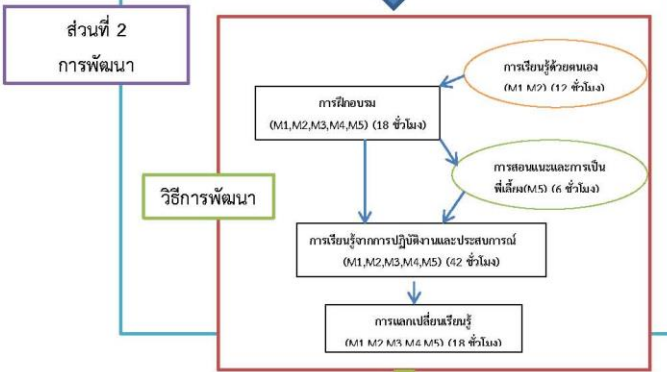 ส่วนที่ 2
การพัฒนา
การเรียนรู้ด้วยตนเอง
(M1,M2) (12 ชั่วโมง)
การฝึกอบรม
(M1,M2,M3,M4,M5) (18 ชั่วโมง)
การสอนแนะและการเป็น
พี่เลี้ยง(M5) (6 ชั่วโมง)
วิธีการพัฒนา
การเรียนรู้จากการปฏิบัติงานและประสบการณ์
(M1,M2,M3,M4,M5) (42 ชั่วโมง)
การแลกเปลี่ยนเรียนรู้
(M1,M2,M3,M4,M5) (18 ชั่วโมง)